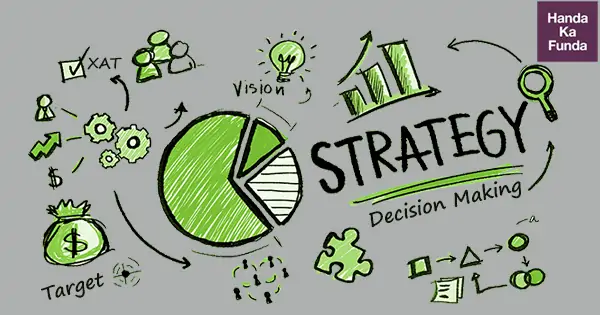 Handa
Ka
Funda
XAT
Vision
STRATEGY
Decision Making
$
$
Target
a